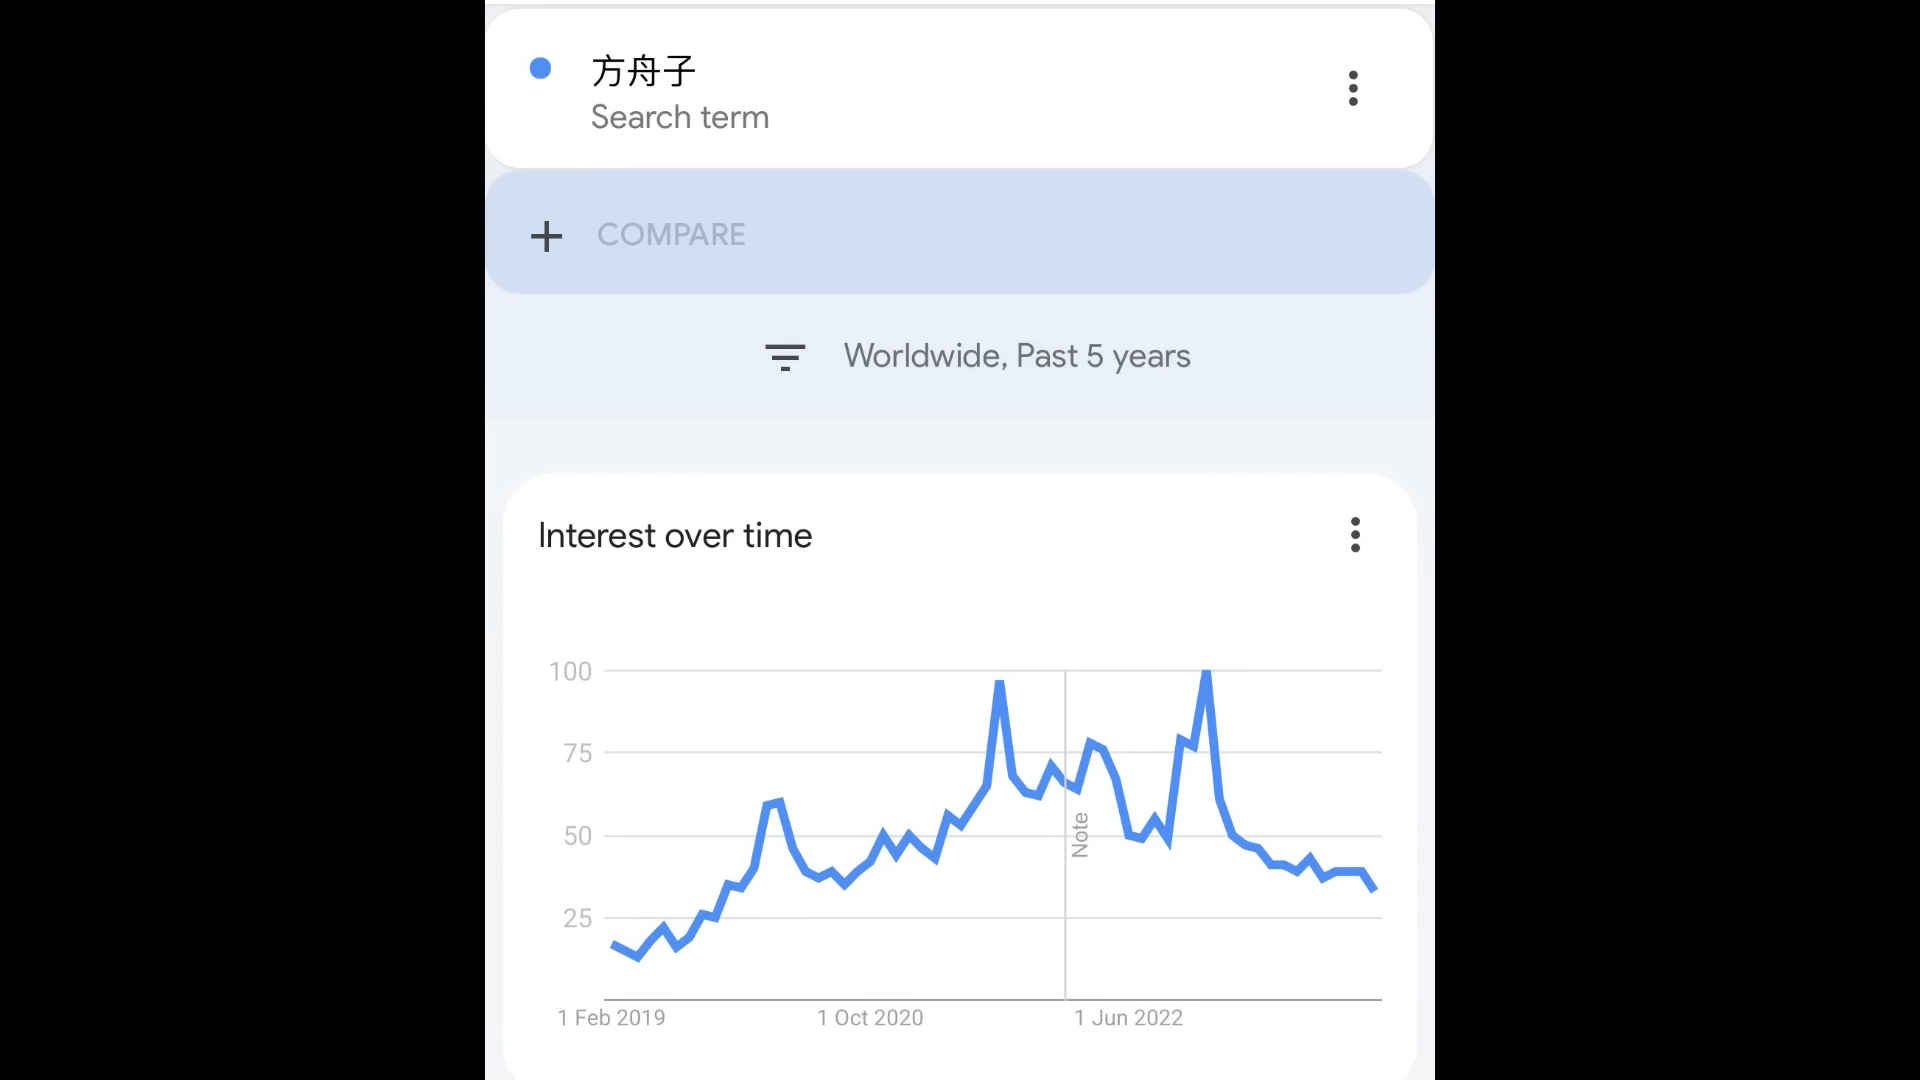 方舟子
Search term
COMPARE
Worldwide, Past 5 years
Interest over time
100
75
50
25
Note
1 Feb 2019
1 Oct 2020
1 Jun 2022